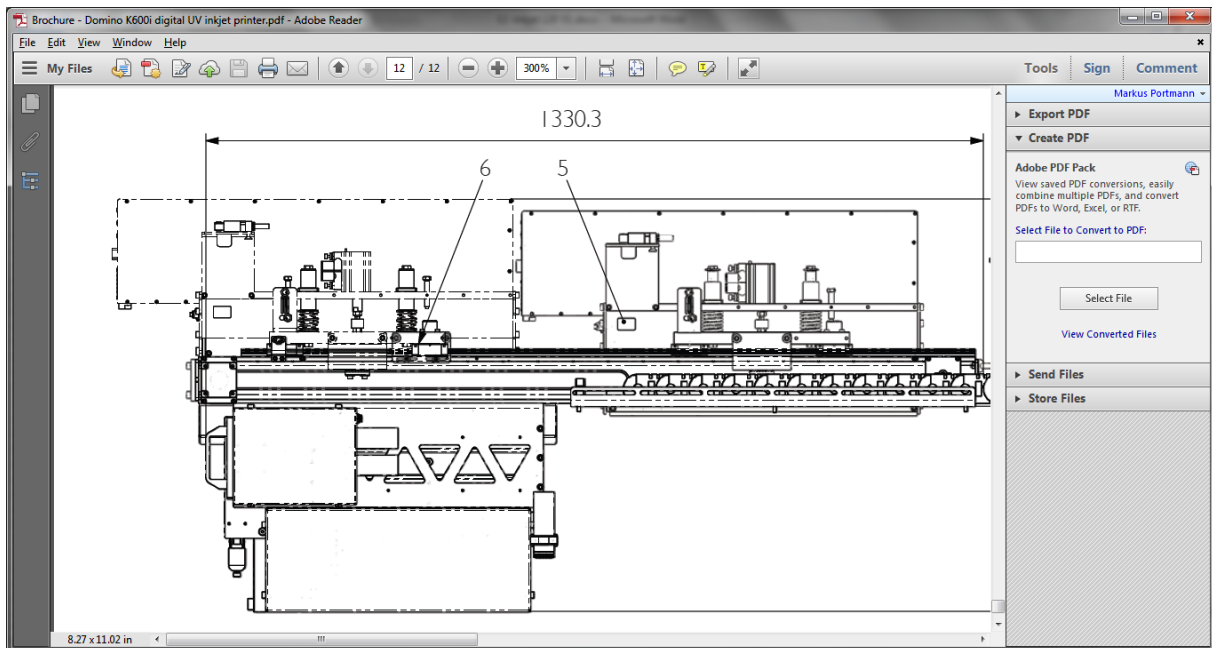 Brochure - Domino K600i digital UV inkjet printer.pdf - Adobe Reader
File Edit View Window Help
My Files 12 / 12 300% Tools Sign Comment
Markus Portmann
Export PDF
Create PDF
Adobe PDF Pack
View saved PDF conversions, easily
combine multiple PDFs, and convert
PDFs to Word, Excel, or RTF.
Select File to Convert to PDF:
Select File
View Converted Files
Send Files
Store Files
1330.3
6 5
8.27 x 11.02 in